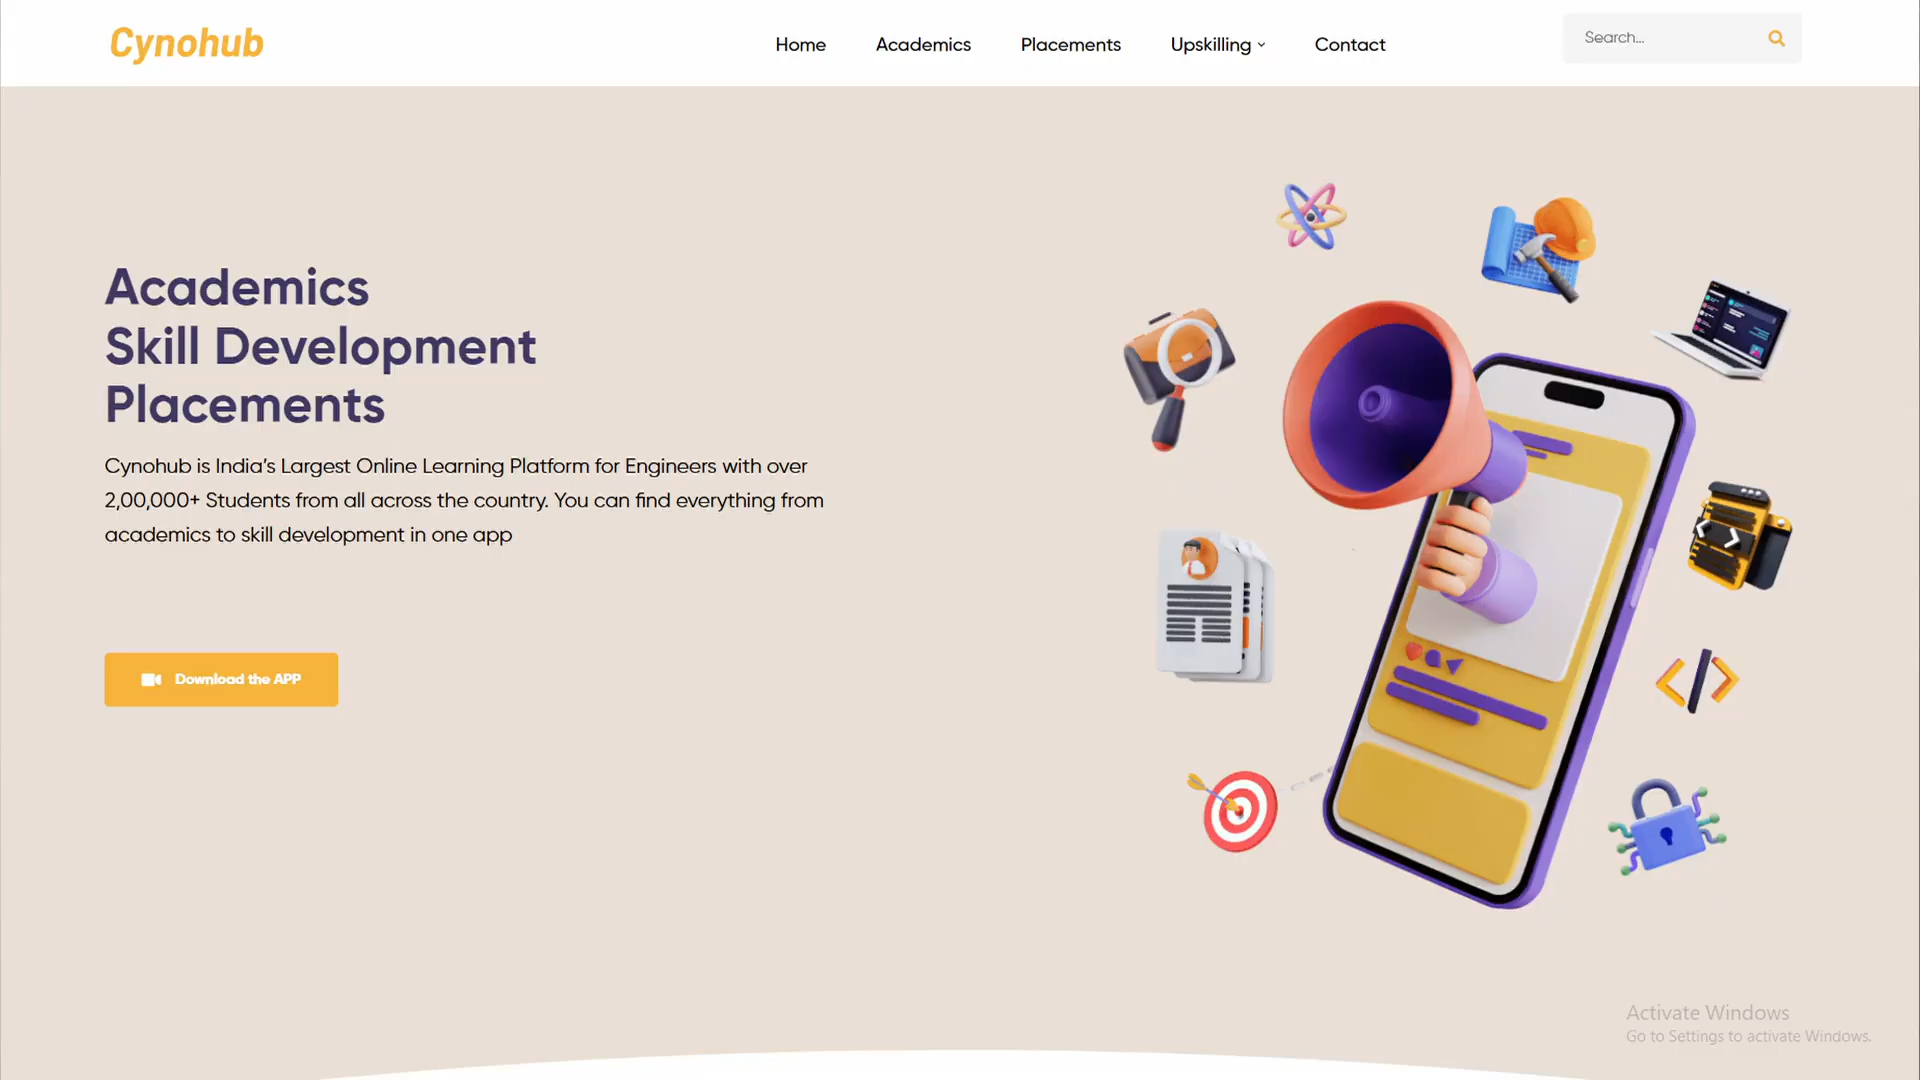 Cynohub
Home
Academics
Placements
Upskilling
Contact
Search...
Academics
Skill Development
Placements
Cynohub is India’s Largest Online Learning Platform for Engineers with over
2,00,000+ Students from all across the country. You can find everything from
academics to skill development in one app
Download the APP
Activate Windows
Go to Settings to activate Windows.